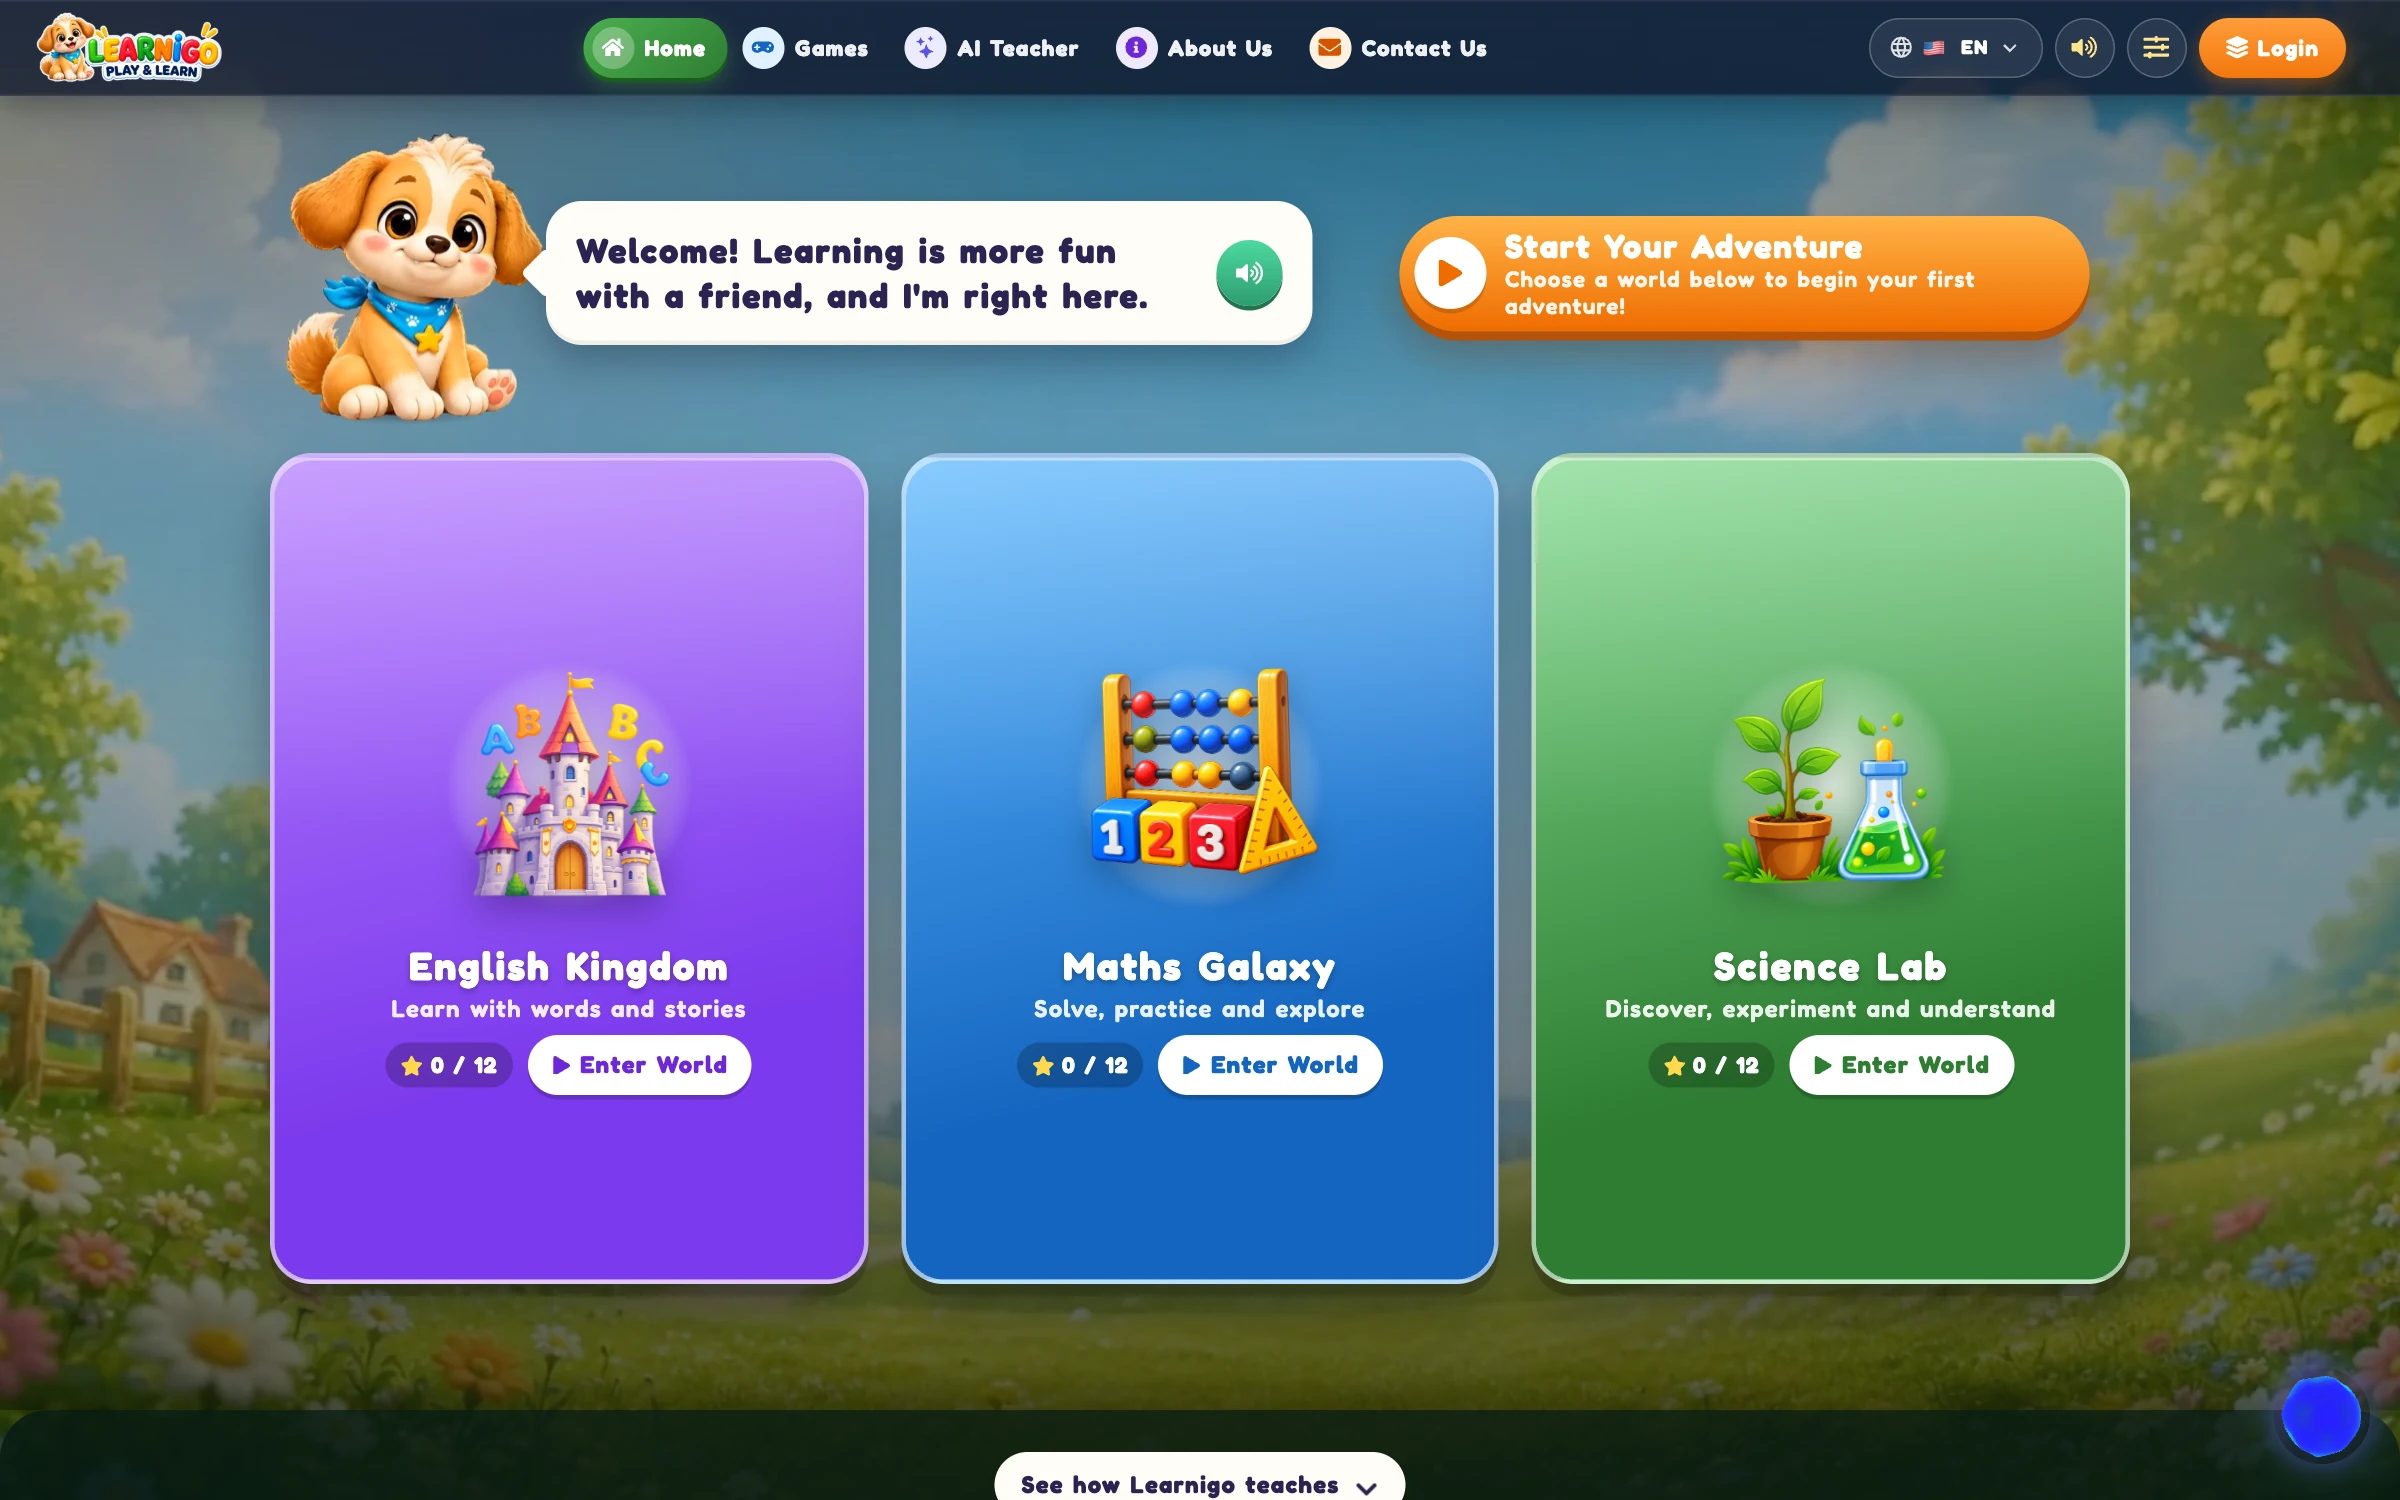 LEARNIGO
PLAY & LEARN
Home
Games
AI Teacher
About Us
Contact Us
EN
Login
Welcome! Learning is more fun
with a friend, and I'm right here.
Start Your Adventure
Choose a world below to begin your first
adventure!
A B B C
1 2 3
English Kingdom
Learn with words and stories
0 / 12
Enter World
Maths Galaxy
Solve, practice and explore
0 / 12
Enter World
Science Lab
Discover, experiment and understand
0 / 12
Enter World
See how Learnigo teaches